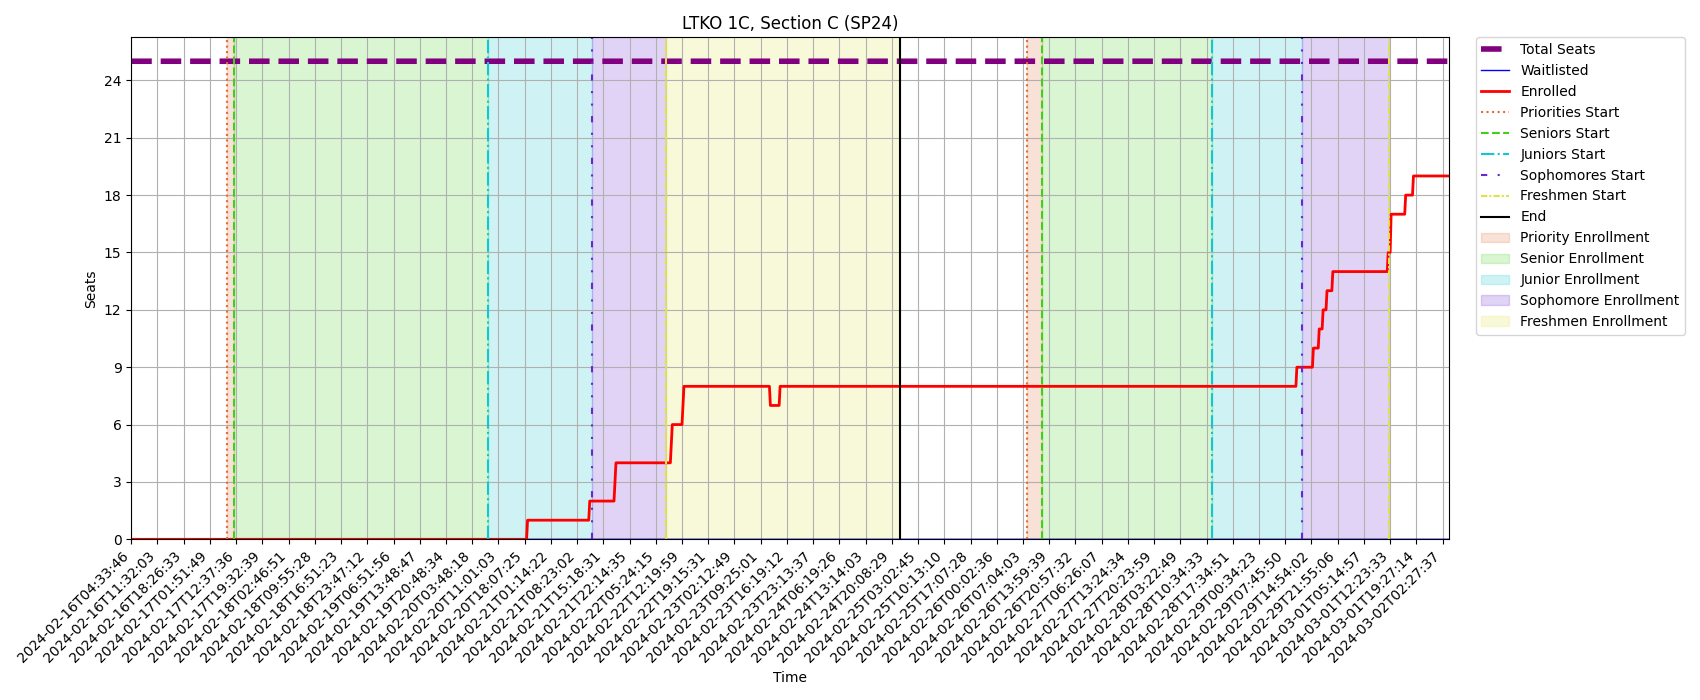 LTKO 1C, Section C (SP24)
Total Seats
Waitlisted
Enrolled
Priorities Start
Seniors Start
Juniors Start
Sophomores Start
Freshmen Start
End
Priority Enrollment
Senior Enrollment
Junior Enrollment
Sophomore Enrollment
Freshmen Enrollment
Seats
24
21
18
15
12
9
6
3
0
2024-02-16T04:33:46
2024-02-16T11:32:03
2024-02-16T18:26:33
2024-02-17T01:51:49
2024-02-17T12:37:36
2024-02-17T19:32:39
2024-02-18T02:46:51
2024-02-18T09:55:28
2024-02-18T16:51:23
2024-02-18T23:47:12
2024-02-19T06:51:56
2024-02-19T13:48:47
2024-02-19T20:48:34
2024-02-20T03:48:18
2024-02-20T11:01:03
2024-02-20T18:07:25
2024-02-21T01:14:22
2024-02-21T08:23:02
2024-02-21T15:18:31
2024-02-21T22:14:35
2024-02-22T05:24:15
2024-02-22T12:19:59
2024-02-22T19:15:31
2024-02-23T02:12:49
2024-02-23T09:25:01
2024-02-23T16:19:12
2024-02-23T23:13:37
2024-02-24T06:19:26
2024-02-24T13:14:03
2024-02-24T20:08:29
2024-02-25T03:02:45
2024-02-25T10:13:10
2024-02-25T17:07:28
2024-02-26T00:02:36
2024-02-26T07:04:03
2024-02-26T13:59:39
2024-02-26T20:57:32
2024-02-27T06:26:07
2024-02-27T13:24:34
2024-02-27T20:23:59
2024-02-28T03:22:49
2024-02-28T10:34:33
2024-02-28T17:34:51
2024-02-29T00:34:23
2024-02-29T07:45:50
2024-02-29T14:54:02
2024-02-29T21:55:06
2024-03-01T05:14:57
2024-03-01T12:23:33
2024-03-01T19:27:14
2024-03-02T02:27:37
Time